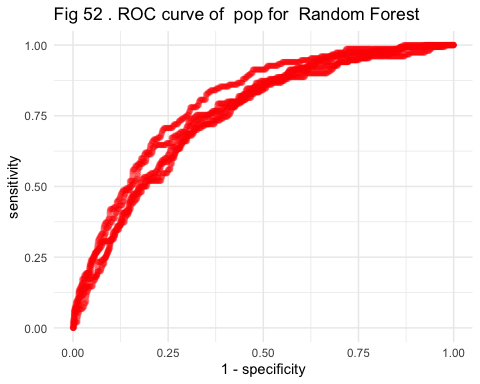 Fig 52 . ROC curve of  pop for  Random Forest
1.00
0.75
0.50
0.25
0.00
sensitivity
0.00 0.25 0.50 0.75 1.00
1 - specificity